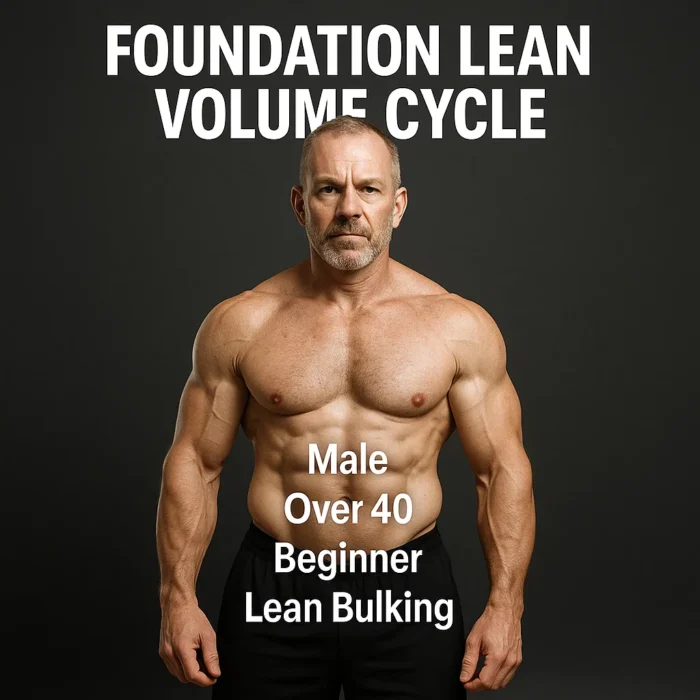 FOUNDATION LEAN
VOLUME CYCLE
Male
Over 40
Beginner
Lean Bulking